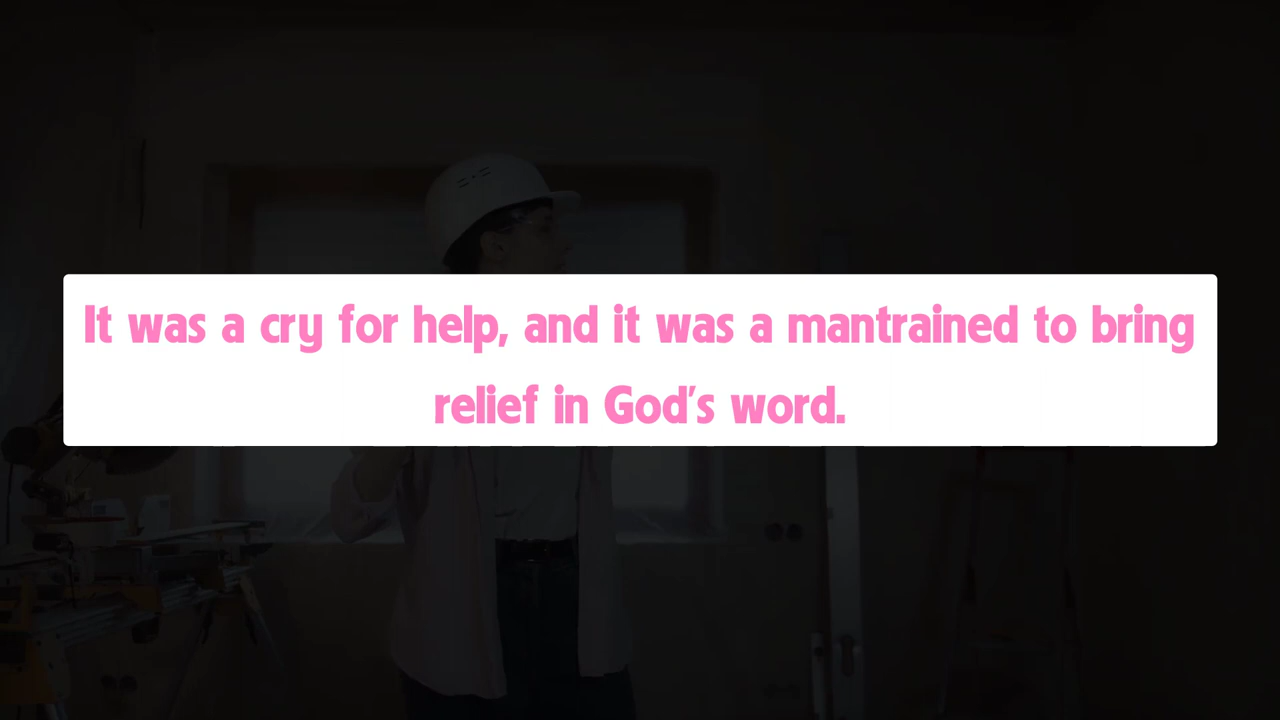 It was a cry for help, and it was a mantrained to bring
relief in God's word.